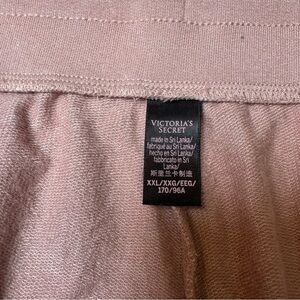 VICTORIA'S
SECRET
made in Sri Lanka/
fabriqué au Sri Lanka/
hecho en Sri Lanka/
fabbricato in Sri
Lanka/
斯里兰卡制造
XXL/XXG/EEG/
170/96A